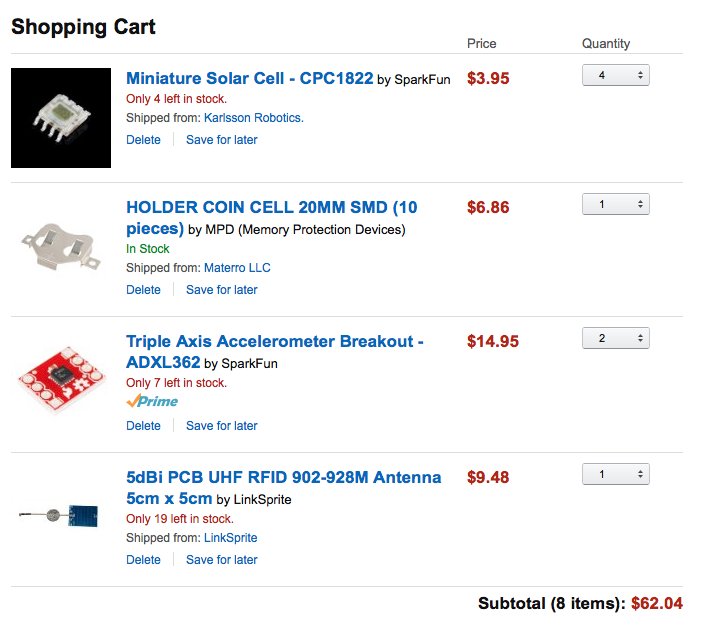 Shopping Cart
Price Quantity
Miniature Solar Cell - CPC1822 by SparkFun $3.95 4
Only 4 left in stock.
Shipped from: Karlsson Robotics.
Delete Save for later
HOLDER COIN CELL 20MM SMD (10 $6.86 1
pieces) by MPD (Memory Protection Devices)
In Stock
Shipped from: Materro LLC
Delete Save for later
Triple Axis Accelerometer Breakout - $14.95 2
ADXL362 by SparkFun
Only 7 left in stock.
Prime
Delete Save for later
5dBi PCB UHF RFID 902-928M Antenna $9.48 1
5cm x 5cm by LinkSprite
Only 19 left in stock.
Shipped from: LinkSprite
Delete Save for later
Subtotal (8 items): $62.04